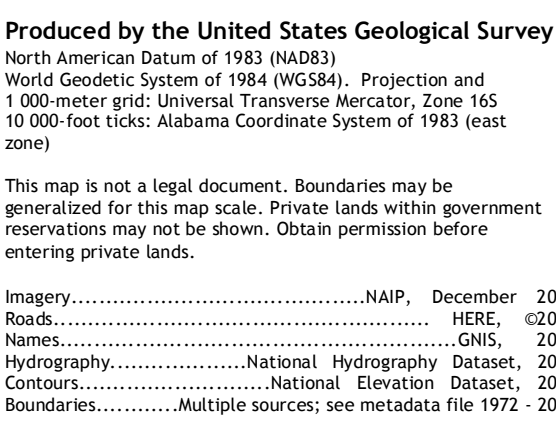 Produced by the United States Geological Survey
North American Datum of 1983 (NAD83)
World Geodetic System of 1984 (WGS84). Projection and
1 000-meter grid: Universal Transverse Mercator, Zone 16S
10 000-foot ticks: Alabama Coordinate System of 1983 (east
zone)
This map is not a legal document. Boundaries may be
generalized for this map scale. Private lands within government
reservations may not be shown. Obtain permission before
entering private lands.
Imagery.......................................NAIP, December 20
Roads.................................................. HERE, ©20
Names.....................................................GNIS, 20
Hydrography..................National Hydrography Dataset, 20
Contours.........................National Elevation Dataset, 20
Boundaries...........Multiple sources; see metadata file 1972 - 20